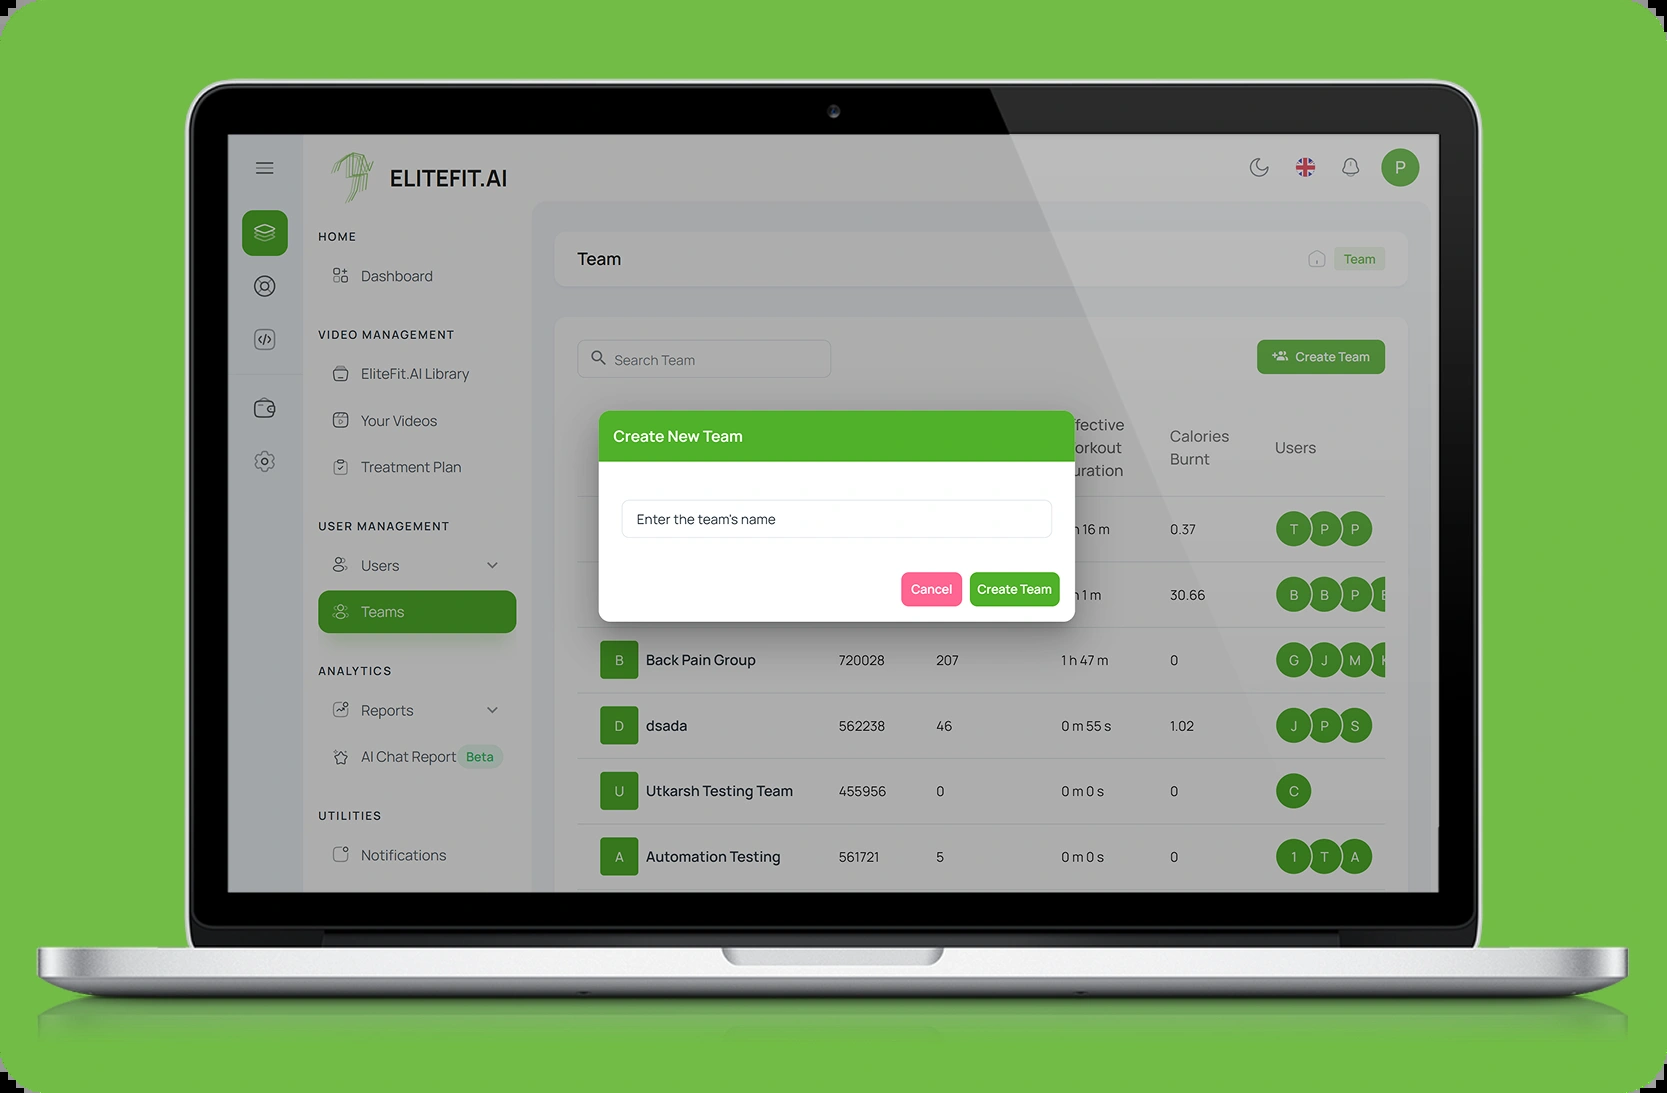 ELITEFIT.AI
P
HOME
Dashboard
VIDEO MANAGEMENT
EliteFit.AI Library
Your Videos
Treatment Plan
USER MANAGEMENT
Users
Teams
ANALYTICS
Reports
AI Chat Report Beta
UTILITIES
Notifications
Team
Team
Search Team
Create Team
Calories
Burnt
Users
Create New Team
Enter the team's name
Cancel
Create Team
16 m 0.37 T P P
1 m 30.66 B B P
B Back Pain Group 720028 207 1 h 47 m 0 G J M
D dsada 562238 46 0 m 55 s 1.02 J P S
U Utkarsh Testing Team 455956 0 0 m 0 s 0 C
A Automation Testing 561721 5 0 m 0 s 0 1 T A